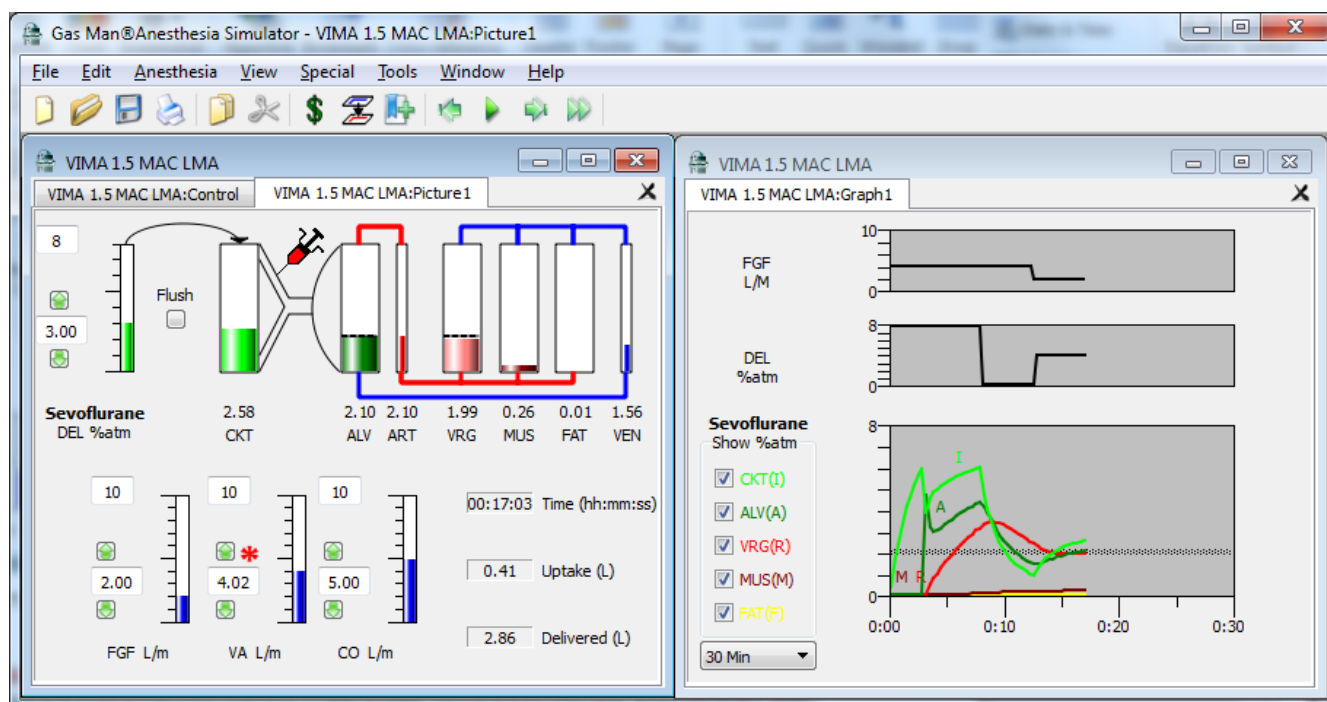 Gas Man®Anesthesia Simulator - VIMA 1.5 MAC LMA:Picture1
File Edit Anesthesia View Special Tools Window Help
$
VIMA 1.5 MAC LMA
VIMA 1.5 MAC LMA:Control VIMA 1.5 MAC LMA:Picture1 X
8
Flush
3.00
Sevoflurane 2.58 2.10 2.10 1.99 0.26 0.01 1.56
DEL %atm CKT ALV ART VRG MUS FAT VEN
10 10 10
00:17:03 Time (hh:mm:ss)
*
2.00 4.02 5.00
0.41 Uptake (L)
2.86 Delivered (L)
FGF L/m VA L/m CO L/m
VIMA 1.5 MAC LMA
VIMA 1.5 MAC LMA:Graph1 X
10
FGF
L/M
0
8
DEL
%atm
0
Sevoflurane
Show %atm
8
CKT(I)
ALV(A)
VRG(R)
MUS(M)
FAT(F)
I
A
M R
0
0:00 0:10 0:20 0:30
30 Min